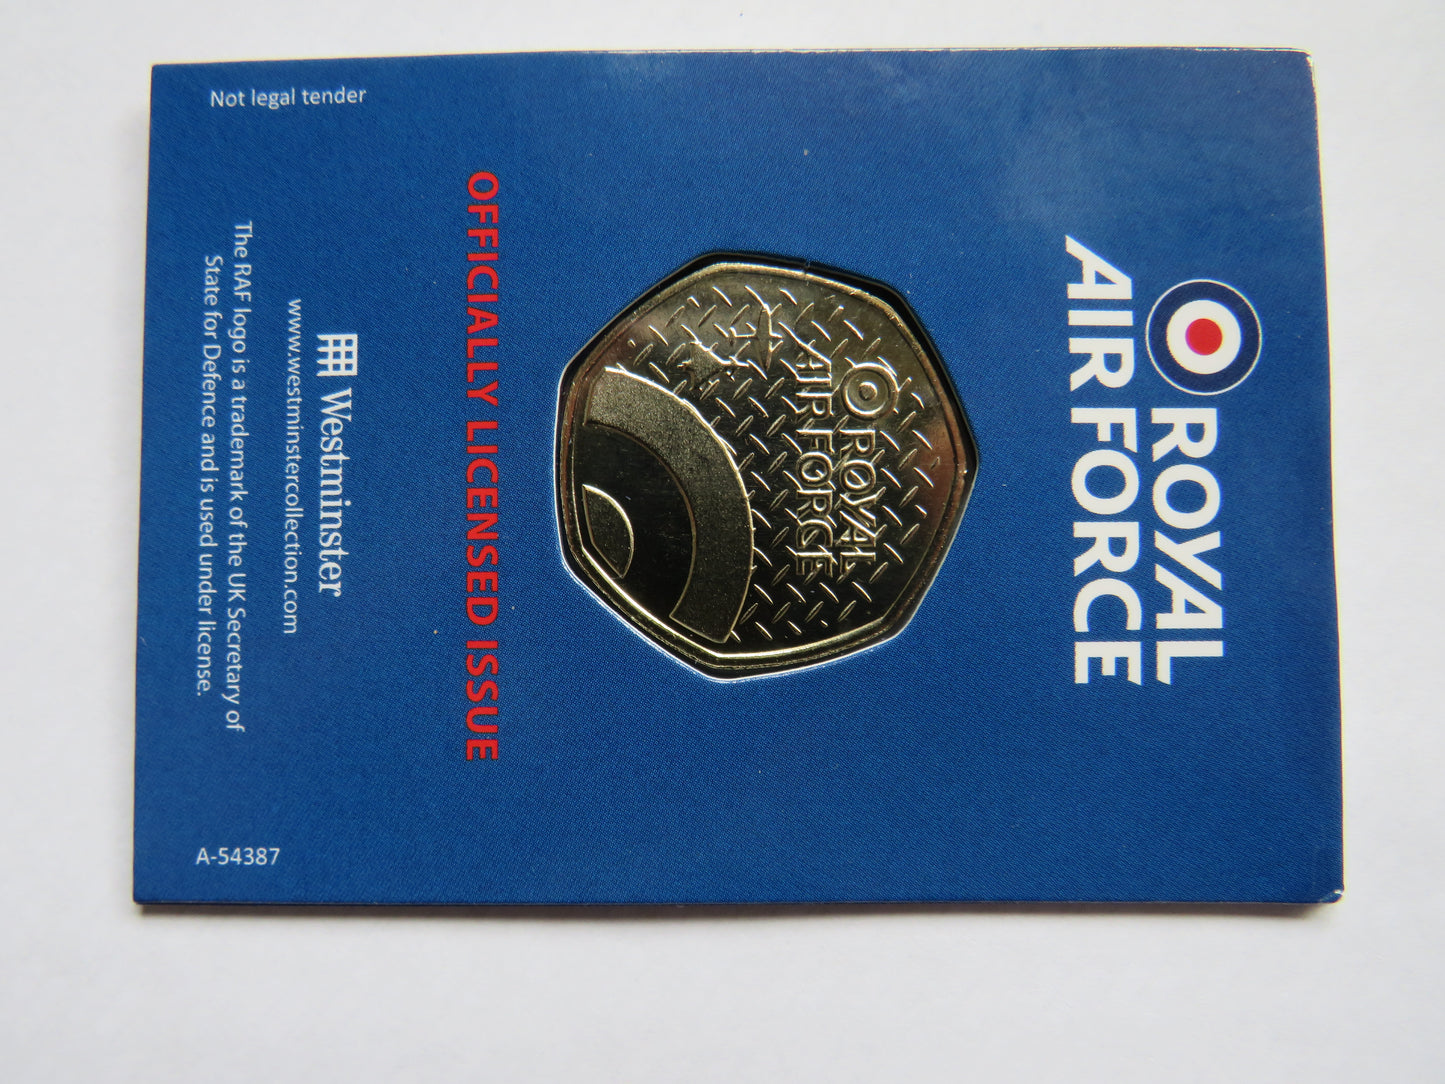 ROYAL
AIR FORCE
ROYAL
AIR FORCE
OFFICIALLY LICENSED ISSUE
Westminster
www.westminstercollection.com
The RAF logo is a trademark of the UK Secretary of
State for Defence and is used under license.
Not legal tender
A-54387